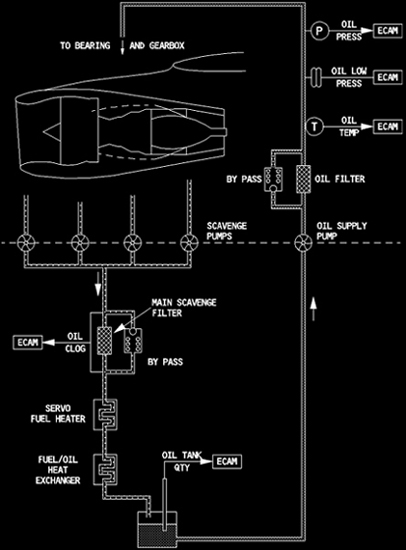 P
OIL
PRESS
ECAM
TO BEARING AND GEARBOX
OIL LOW
PRESS
ECAM
T
OIL
TEMP
ECAM
BY PASS
OIL FILTER
SCAVENGE
PUMPS
OIL SUPPLY
PUMP
MAIN SCAVENGE
FILTER
ECAM
OIL
CLOG
BY PASS
SERVO
FUEL HEATER
FUEL/OIL
HEAT
EXCHANGER
OIL TANK
QTY
ECAM